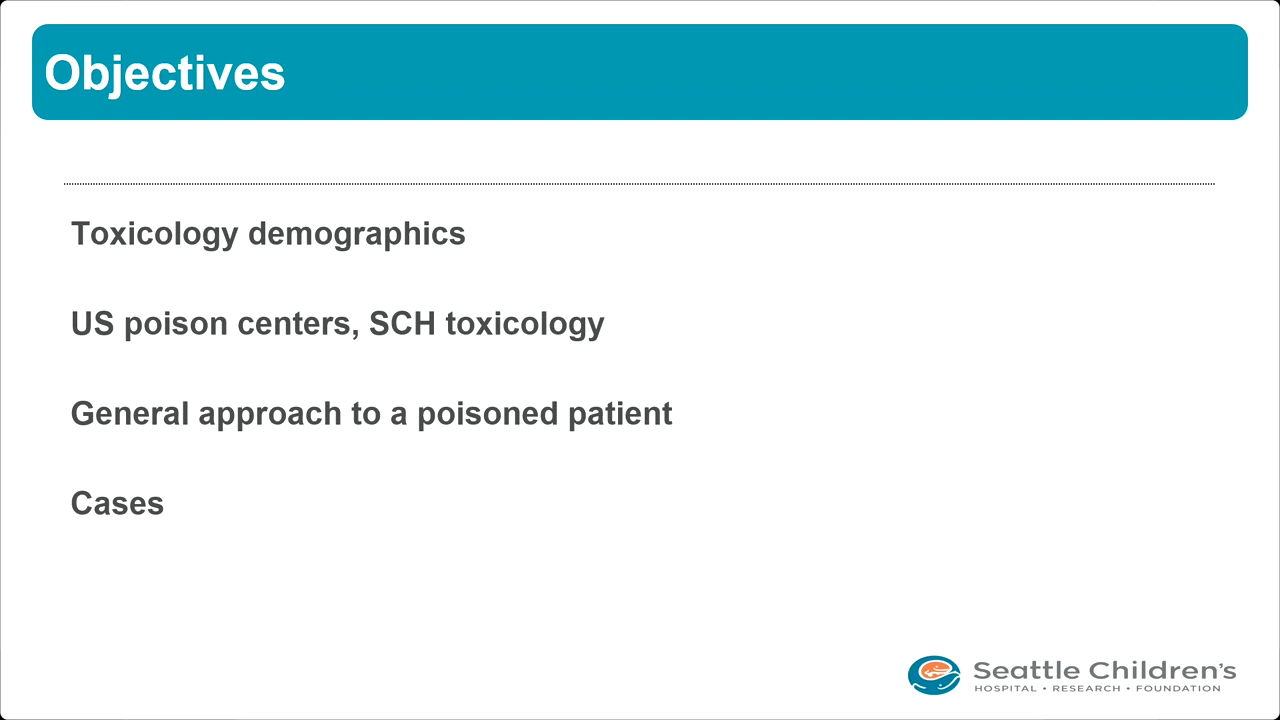 Objectives
Toxicology demographics
US poison centers, SCH toxicology
General approach to a poisoned patient
Cases
Seattle Children's
HOSPITAL • RESEARCH • FOUNDATION